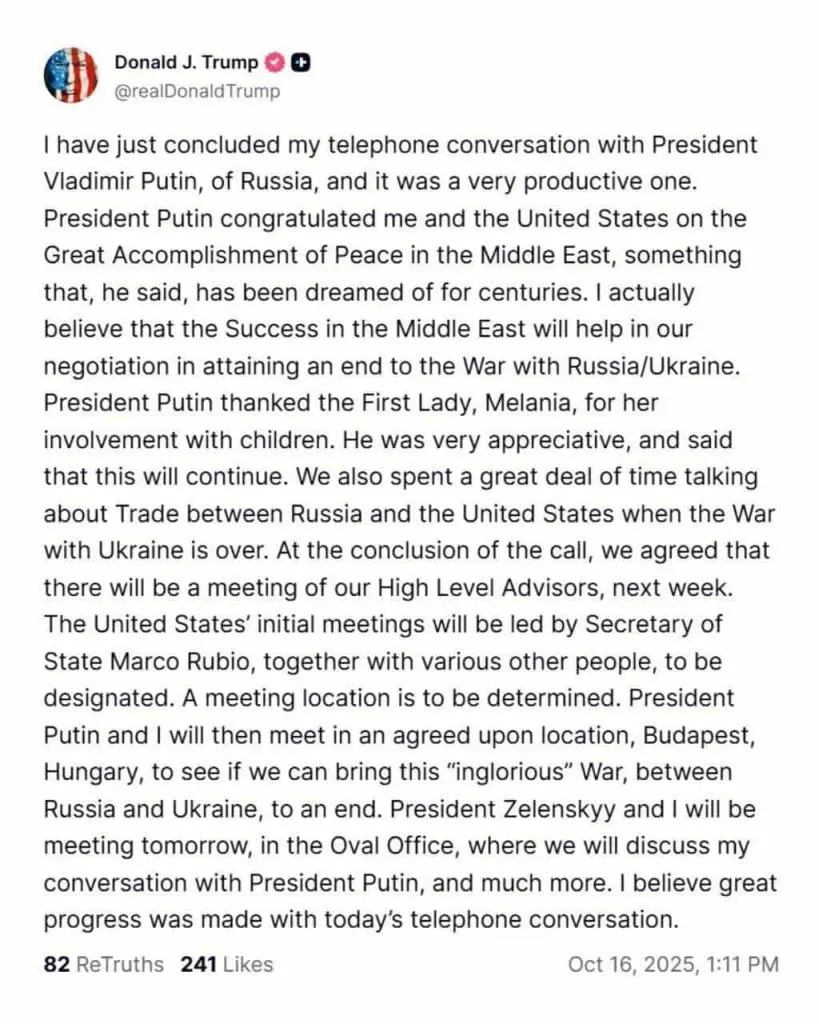 Donald J. Trump
@realDonaldTrump
I have just concluded my telephone conversation with President
Vladimir Putin, of Russia, and it was a very productive one.
President Putin congratulated me and the United States on the
Great Accomplishment of Peace in the Middle East, something
that, he said, has been dreamed of for centuries. I actually
believe that the Success in the Middle East will help in our
negotiation in attaining an end to the War with Russia/Ukraine.
President Putin thanked the First Lady, Melania, for her
involvement with children. He was very appreciative, and said
that this will continue. We also spent a great deal of time talking
about Trade between Russia and the United States when the War
with Ukraine is over. At the conclusion of the call, we agreed that
there will be a meeting of our High Level Advisors, next week.
The United States’ initial meetings will be led by Secretary of
State Marco Rubio, together with various other people, to be
designated. A meeting location is to be determined. President
Putin and I will then meet in an agreed upon location, Budapest,
Hungary, to see if we can bring this “inglorious” War, between
Russia and Ukraine, to an end. President Zelenskyy and I will be
meeting tomorrow, in the Oval Office, where we will discuss my
conversation with President Putin, and much more. I believe great
progress was made with today’s telephone conversation.
82 ReTruths 241 Likes Oct 16, 2025, 1:11 PM